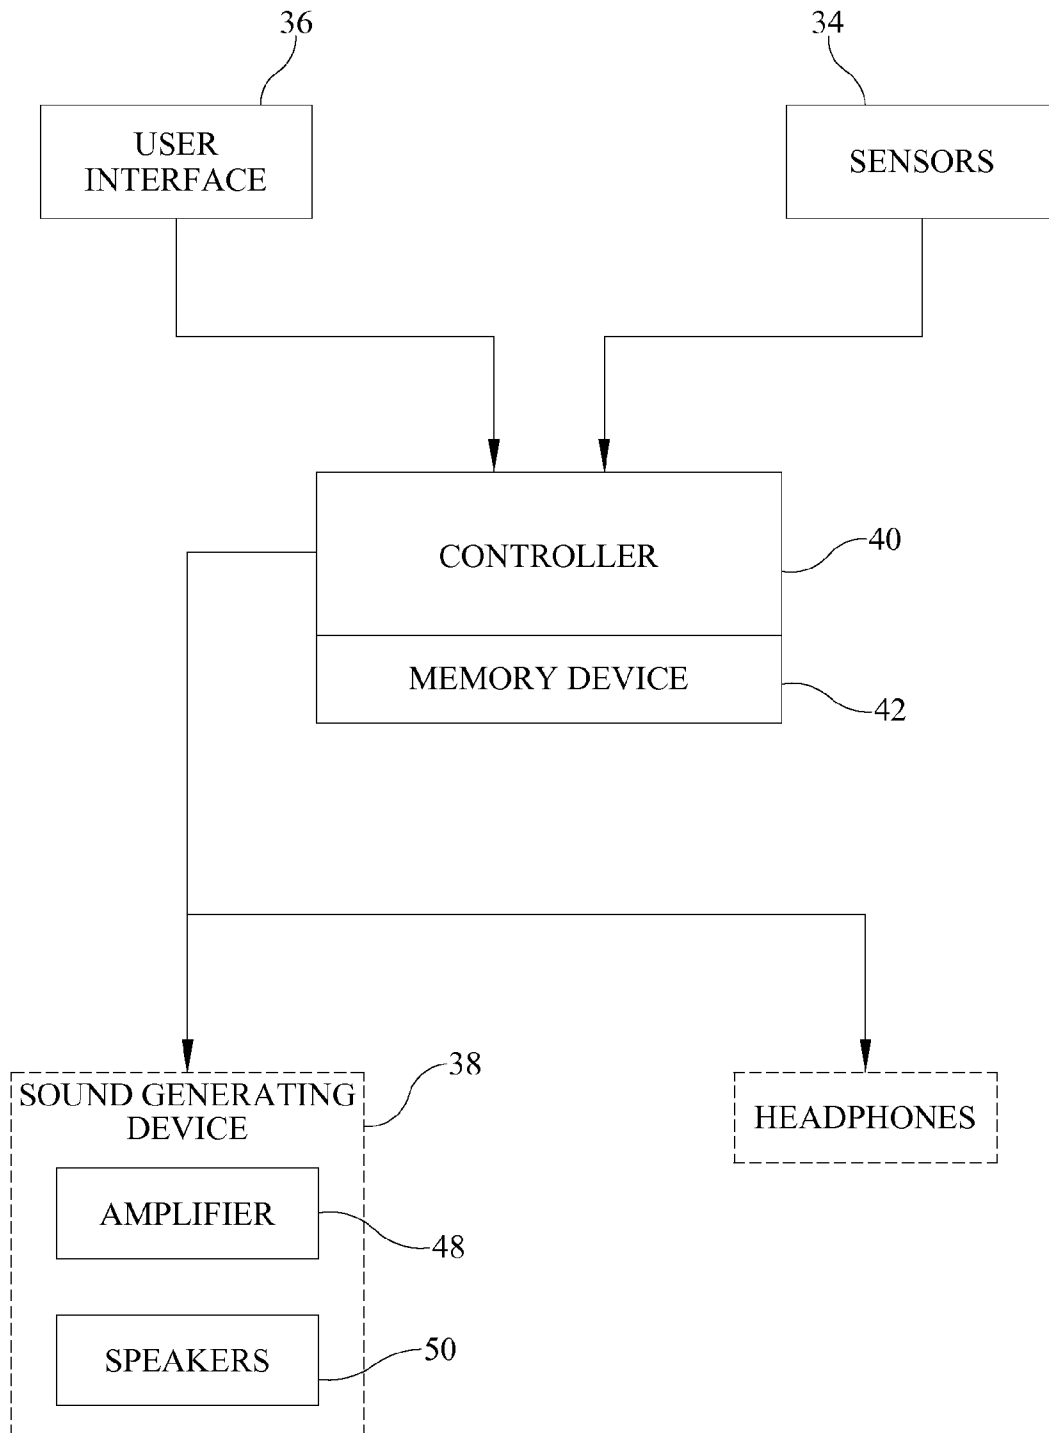 36
34
USER
INTERFACE
SENSORS
CONTROLLER
40
MEMORY DEVICE
42
SOUND GENERATING
DEVICE
38
HEADPHONES
AMPLIFIER
48
SPEAKERS
50